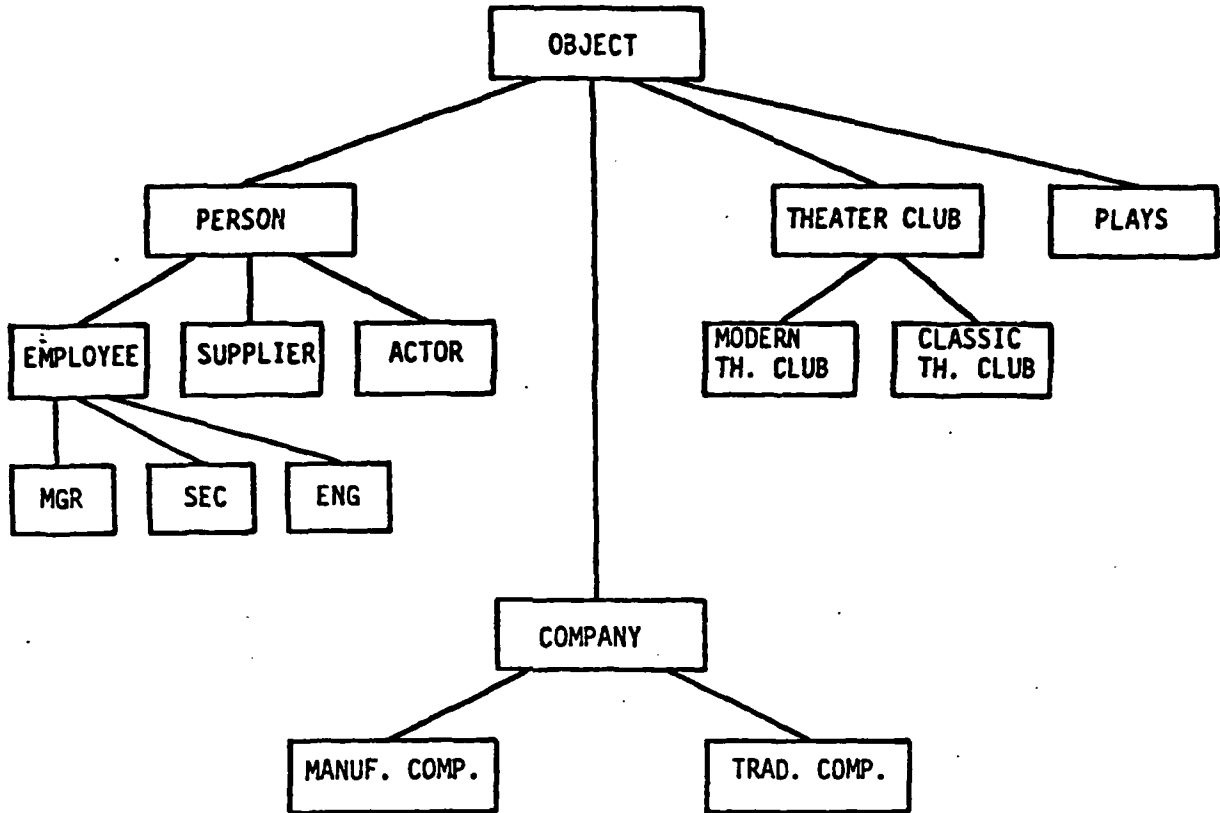 OBJECT
PERSON
THEATER CLUB
PLAYS
EMPLOYEE
SUPPLIER
ACTOR
MODERN
TH. CLUB
CLASSIC
TH. CLUB
MGR
SEC
ENG
COMPANY
MANUF. COMP.
TRAD. COMP.